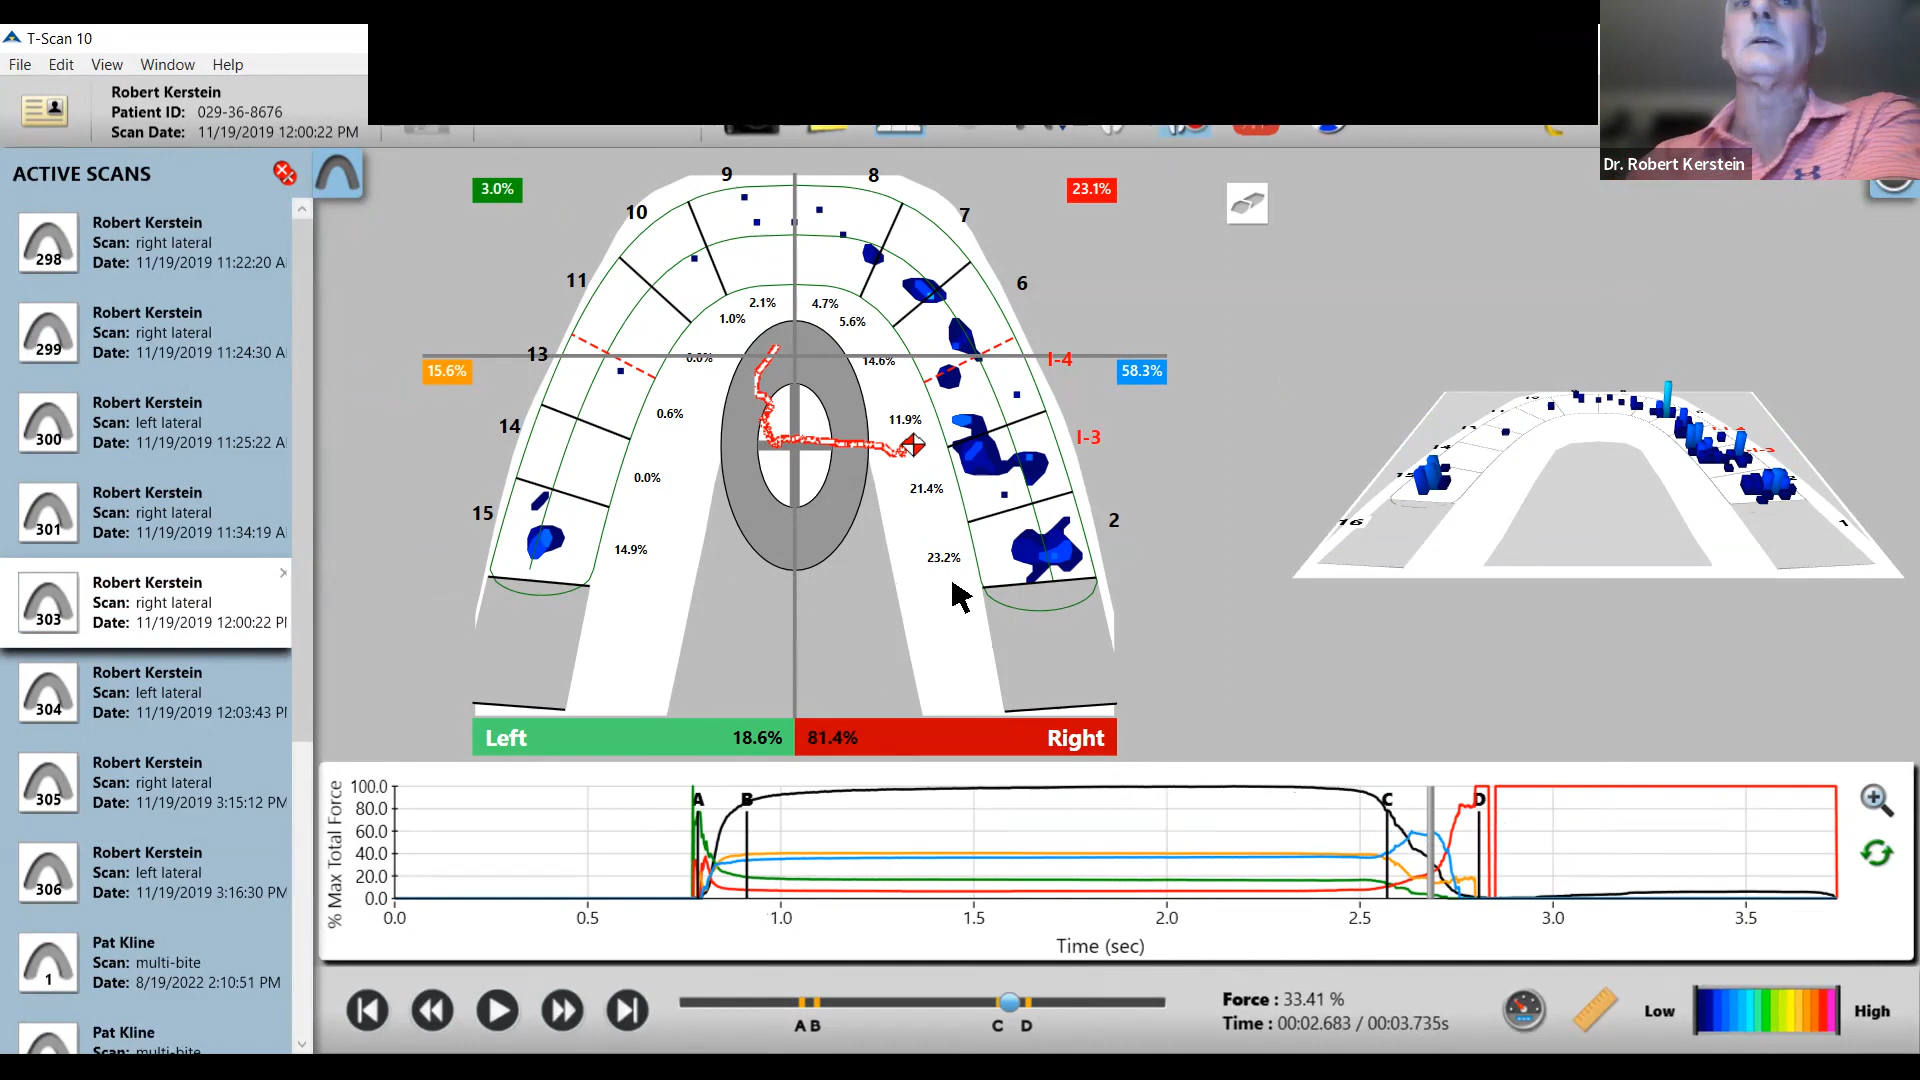 T-Scan 10
File Edit View Window Help
Robert Kerstein
Patient ID: 029-36-8676
Scan Date: 11/19/2019 12:00:22 PM
Dr. Robert Kerstein
ACTIVE SCANS
298
Robert Kerstein
Scan: right lateral
Date: 11/19/2019 11:22:20 A
299
Robert Kerstein
Scan: right lateral
Date: 11/19/2019 11:24:30 A
300
Robert Kerstein
Scan: left lateral
Date: 11/19/2019 11:25:22 A
301
Robert Kerstein
Scan: right lateral
Date: 11/19/2019 11:34:19 A
303
Robert Kerstein
Scan: right lateral
Date: 11/19/2019 12:00:22 P
304
Robert Kerstein
Scan: left lateral
Date: 11/19/2019 12:03:43 P
305
Robert Kerstein
Scan: right lateral
Date: 11/19/2019 3:15:12 PM
306
Robert Kerstein
Scan: left lateral
Date: 11/19/2019 3:16:30 PM
1
Pat Kline
Scan: multi-bite
Date: 8/19/2022 2:10:51 PM
Pat Kline
Scan: multi-bite
3.0%
9
8
23.1%
10
7
11
6
2.1%
4.7%
1.0%
5.6%
13
0.0%
14.6%
I-4
15.6%
58.3%
0.6%
11.9%
14
I-3
0.0%
21.4%
15
2
14.9%
23.2%
16
1
Left 18.6% 81.4% Right
% Max Total Force
100.0
80.0
60.0
40.0
20.0
0.0
A B C D
0.0 0.5 1.0 1.5 2.0 2.5 3.0 3.5
Time (sec)
A B C D
Force : 33.41 %
Time : 00:02.683 / 00:03.735s
Low High